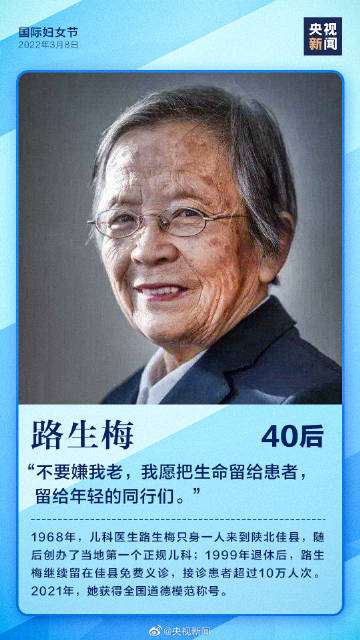 国际妇女节
2022年3月8日
央视
新闻
路生梅
40后
“不要嫌我老，我愿把生命留给患者，
留给年轻的同行们。”
1968年，儿科医生路生梅只身一人来到陕北佳县，随
后创办了当地第一个正规儿科；1999年退休后，路生
梅继续留在佳县免费义诊，接诊患者超过10万人次。
2021年，她获得全国道德模范称号。
@央视新闻